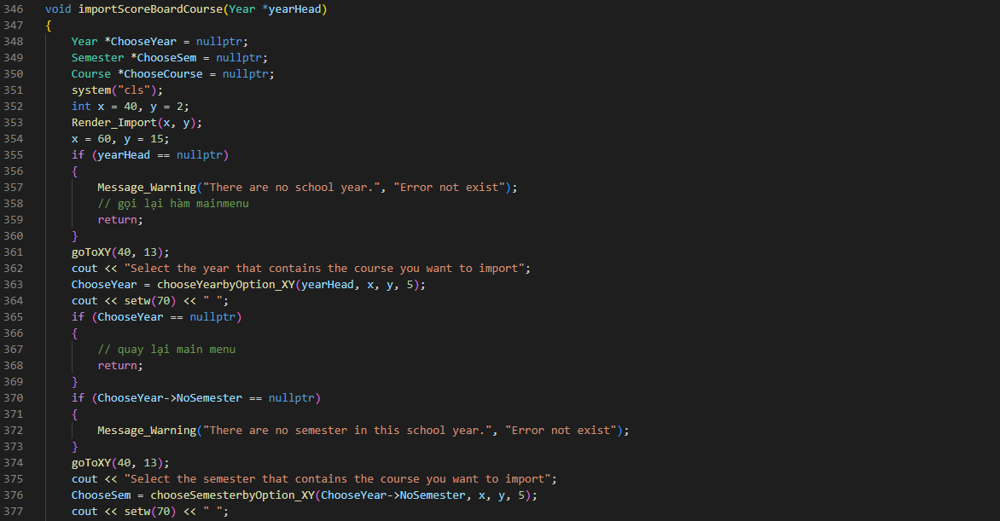 346 void importScoreBoardCourse(Year *yearHead)
347 {
348     Year *ChooseYear = nullptr;
349     Semester *ChooseSem = nullptr;
350     Course *ChooseCourse = nullptr;
351     system("cls");
352     int x = 40, y = 2;
353     Render_Import(x, y);
354     x = 60, y = 15;
355     if (yearHead == nullptr)
356     {
357         Message_Warning("There are no school year.", "Error not exist");
358         // gọi lại hàm mainmenu
359         return;
360     }
361     goToXY(40, 13);
362     cout << "Select the year that contains the course you want to import";
363     ChooseYear = chooseYearbyOption_XY(yearHead, x, y, 5);
364     cout << setw(70) << " ";
365     if (ChooseYear == nullptr)
366     {
367         // quay lại main menu
368         return;
369     }
370     if (ChooseYear->NoSemester == nullptr)
371     {
372         Message_Warning("There are no semester in this school year.", "Error not exist");
373     }
374     goToXY(40, 13);
375     cout << "Select the semester that contains the course you want to import";
376     ChooseSem = chooseSemesterbyOption_XY(ChooseYear->NoSemester, x, y, 5);
377     cout << setw(70) << " ";